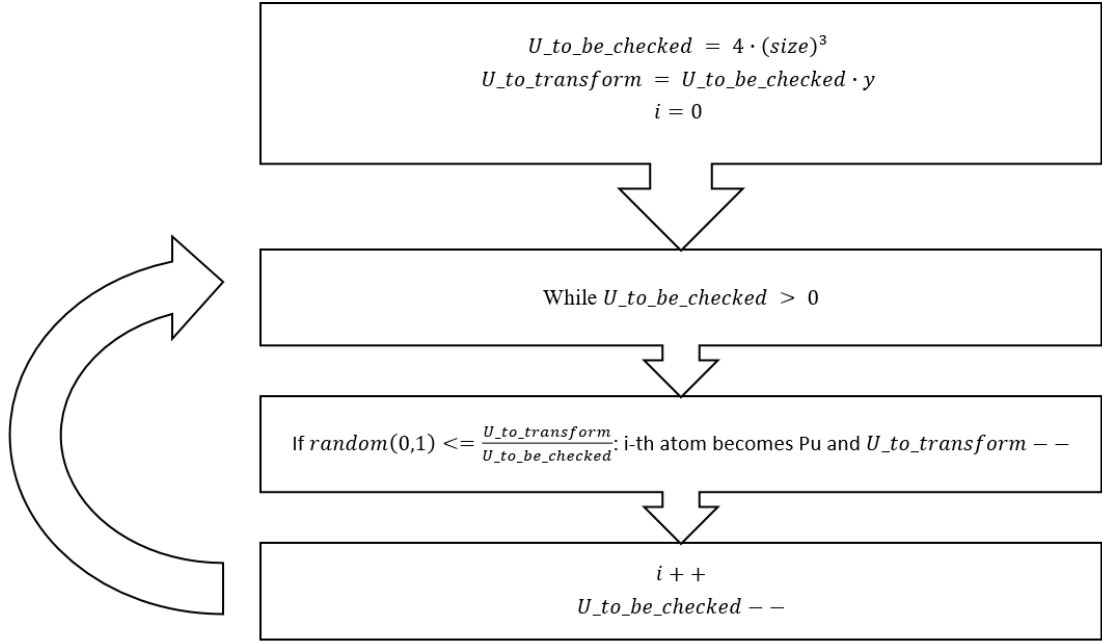 U_to_be_checked = 4 · (size)³
U_to_transform = U_to_be_checked · y
i = 0
While U_to_be_checked > 0
If random(0,1) <= U_to_transform/U_to_be_checked: i-th atom becomes Pu and U_to_transform − −
i + +
U_to_be_checked − −